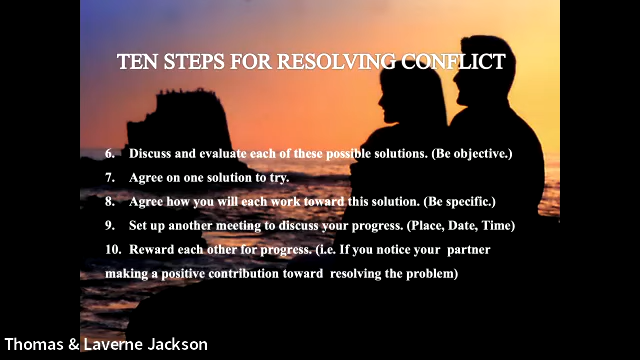 TEN STEPS FOR RESOLVING CONFLICT
6. Discuss and evaluate each of these possible solutions. (Be objective.)
7. Agree on one solution to try.
8. Agree how you will each work toward this solution. (Be specific.)
9. Set up another meeting to discuss your progress. (Place, Date, Time)
10. Reward each other for progress. (i.e. If you notice your partner
making a positive contribution toward resolving the problem)
Thomas & Laverne Jackson